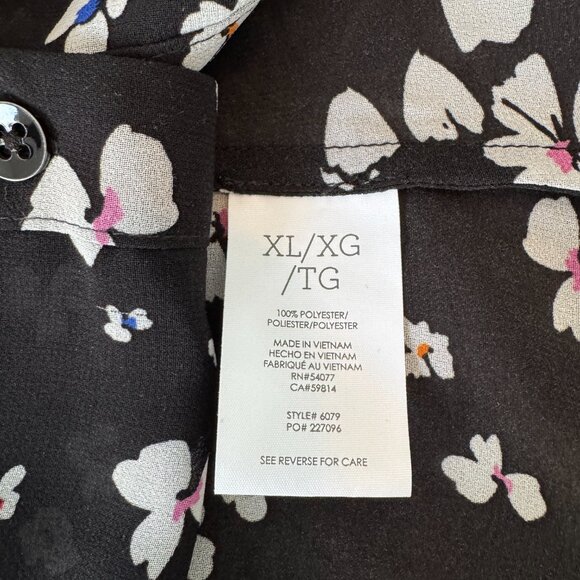 XL/XG
/TG
100% POLYESTER/
POLIESTER/POLYESTER
MADE IN VIETNAM
HECHO EN VIETNAM
FABRIQUÉ AU VIETNAM
RN#54077
CA#59814
STYLE# 6079
PO# 227096
SEE REVERSE FOR CARE